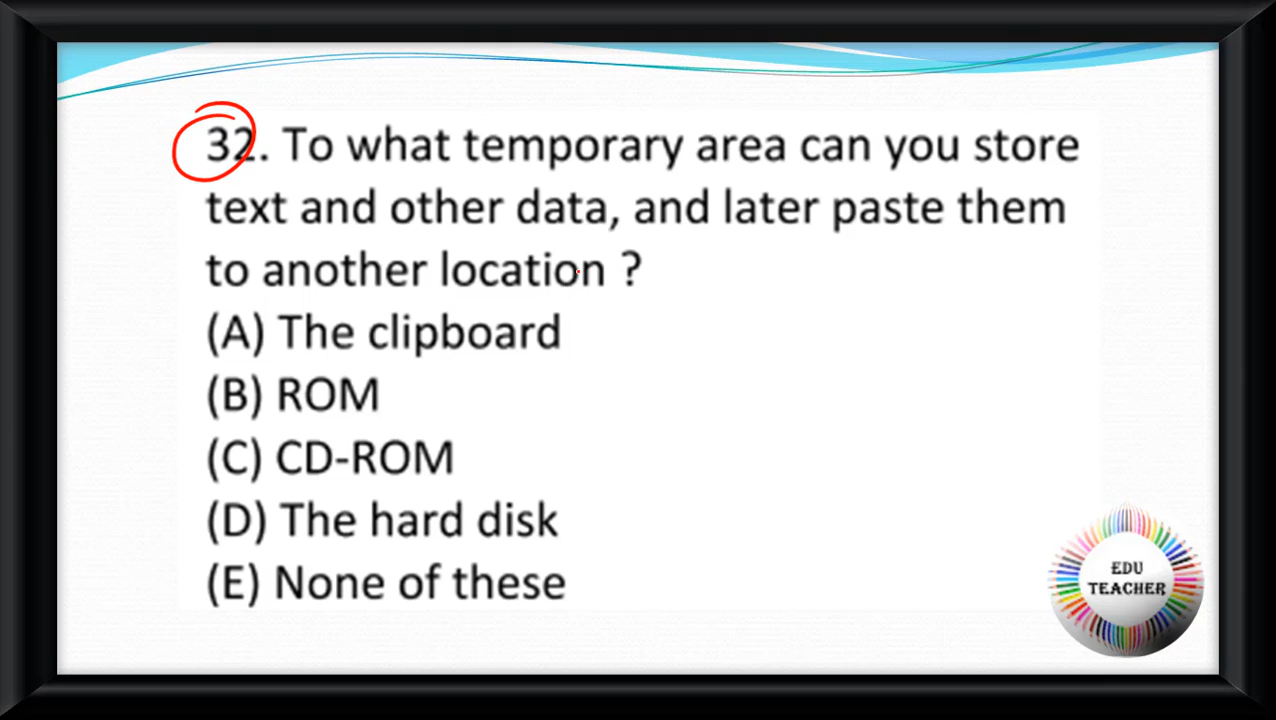 32. To what temporary area can you store
text and other data, and later paste them
to another location ?
(A) The clipboard
(B) ROM
(C) CD-ROM
(D) The hard disk
(E) None of these
EDU
TEACHER